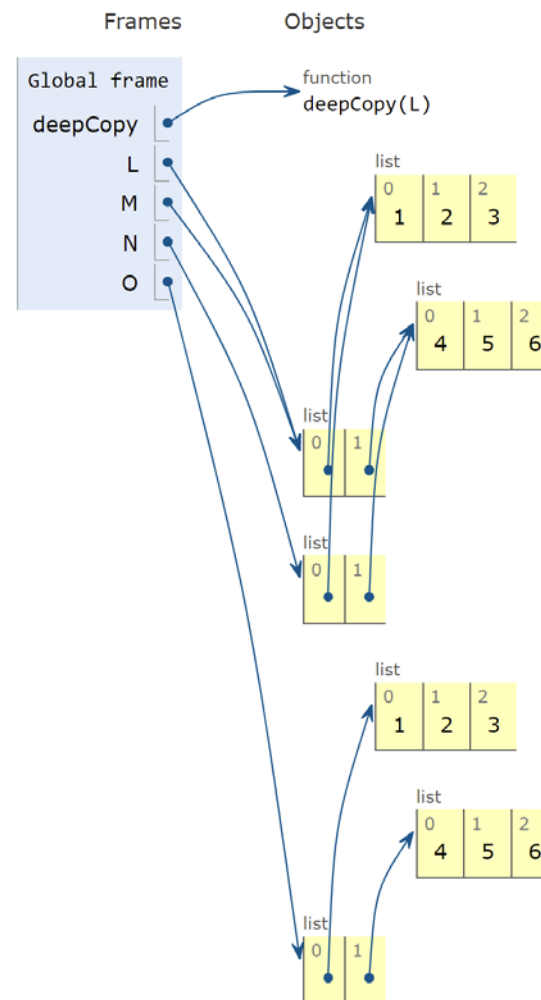 Frames Objects
Global frame
function
deepCopy(L)
deepCopy
L
M
N
O
list
0 1 2
1 2 3
list
0 1 2
4 5 6
list
0 1
list
0 1
list
0 1 2
1 2 3
list
0 1 2
4 5 6
list
0 1